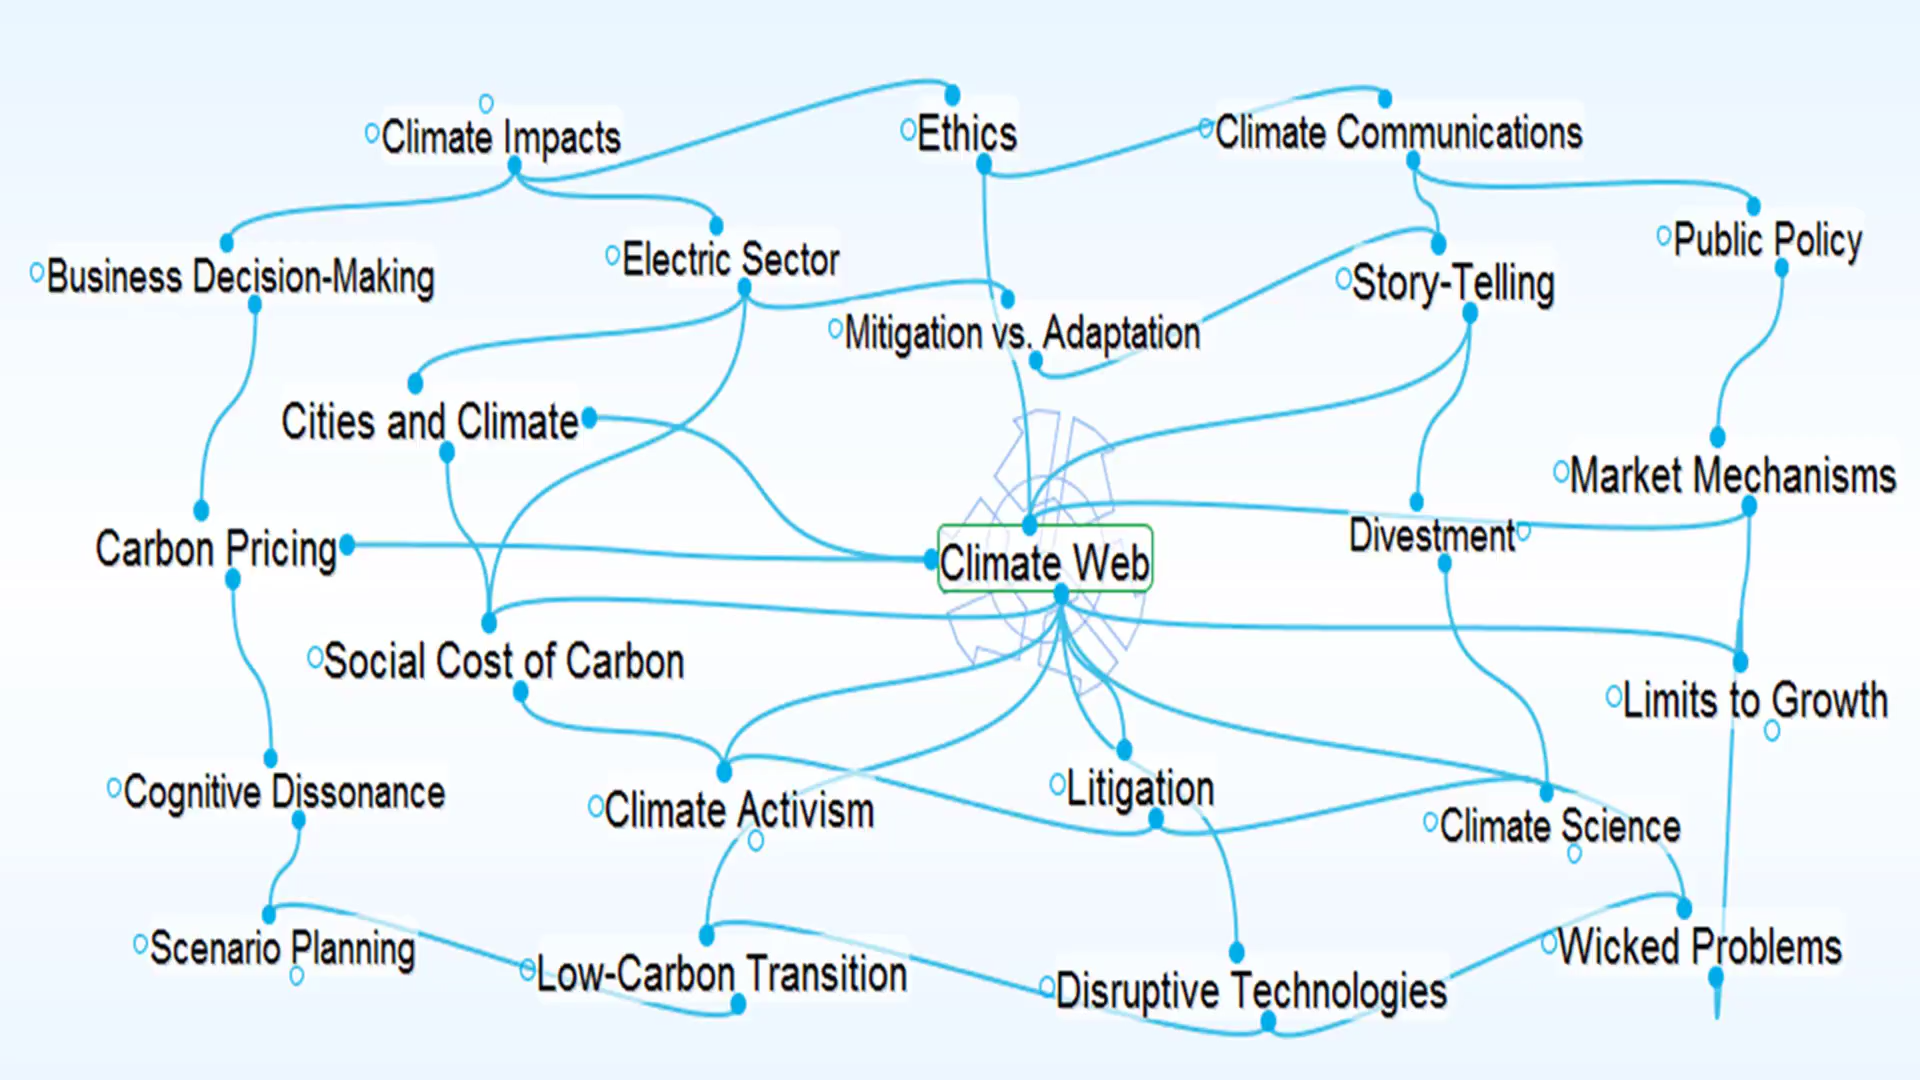 Climate Impacts
Ethics
Climate Communications
Business Decision-Making
Electric Sector
Public Policy
Mitigation vs. Adaptation
Story-Telling
Cities and Climate
Market Mechanisms
Carbon Pricing
Climate Web
Divestment
Social Cost of Carbon
Limits to Growth
Cognitive Dissonance
Climate Activism
Litigation
Climate Science
Scenario Planning
Low-Carbon Transition
Disruptive Technologies
Wicked Problems